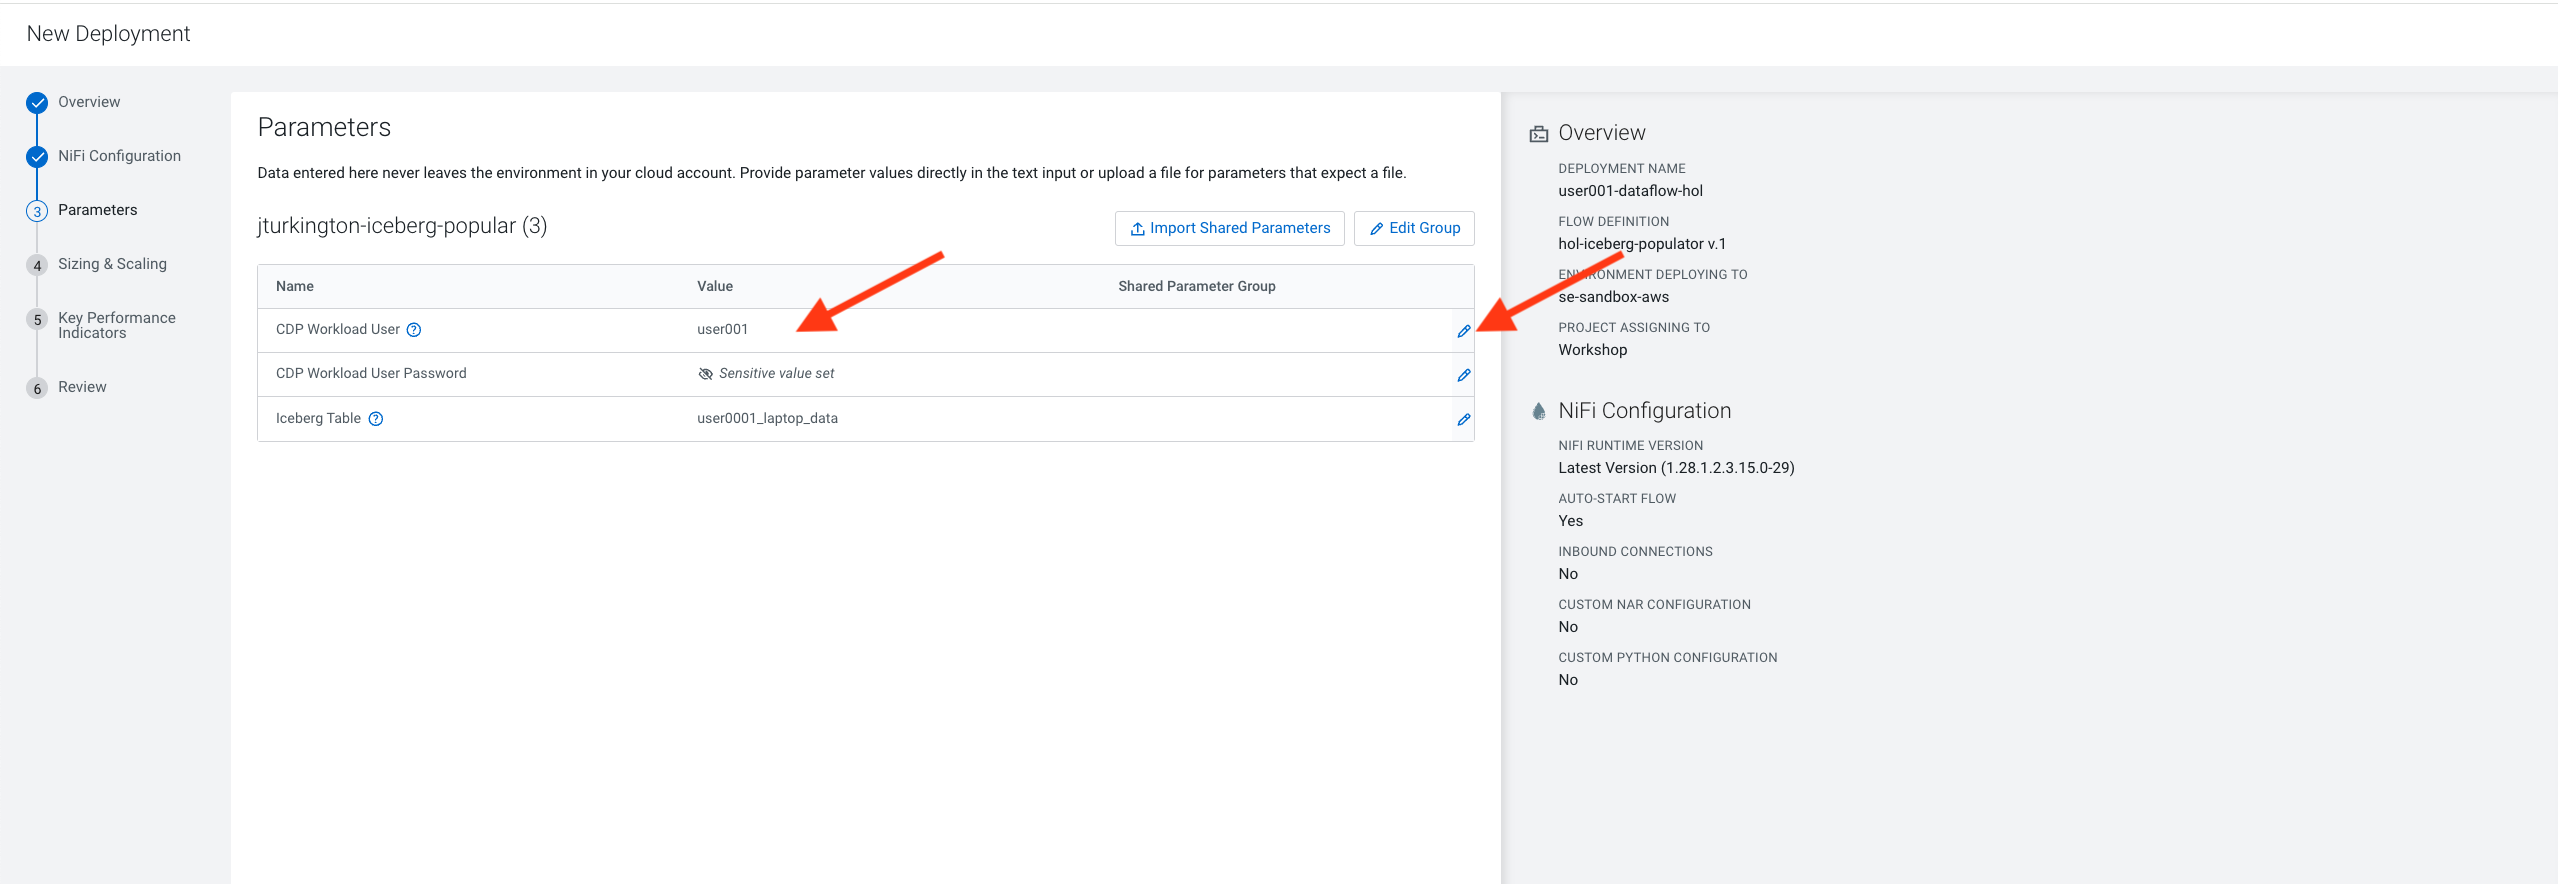 New Deployment
Overview
NiFi Configuration
3 Parameters
4 Sizing & Scaling
5 Key Performance
Indicators
6 Review
Parameters
Data entered here never leaves the environment in your cloud account. Provide parameter values directly in the text input or upload a file for parameters that expect a file.
jturkington-iceberg-popular (3)
Import Shared Parameters
Edit Group
Name Value Shared Parameter Group
CDP Workload User ? user001
CDP Workload User Password Sensitive value set
Iceberg Table ? user0001_laptop_data
Overview
DEPLOYMENT NAME
user001-dataflow-hol
FLOW DEFINITION
hol-iceberg-populator v.1
ENVIRONMENT DEPLOYING TO
se-sandbox-aws
PROJECT ASSIGNING TO
Workshop
NiFi Configuration
NIFI RUNTIME VERSION
Latest Version (1.28.1.2.3.15.0-29)
AUTO-START FLOW
Yes
INBOUND CONNECTIONS
No
CUSTOM NAR CONFIGURATION
No
CUSTOM PYTHON CONFIGURATION
No